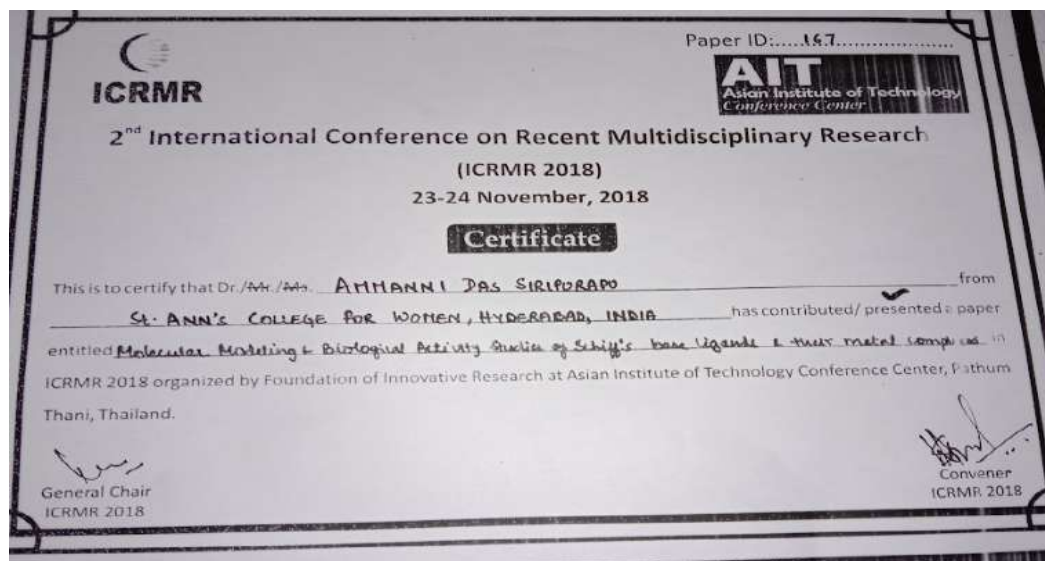 Paper ID:.....167....................
ICRMR
AIT
Asian Institute of Technology
Conference Center
2nd International Conference on Recent Multidisciplinary Research
(ICRMR 2018)
23-24 November, 2018
Certificate
This is to certify that Dr./Mr./Ms. AMMANNI DAS SIRIPURAPU from
St. ANN'S COLLEGE FOR WOMEN, HYDERABAD, INDIA has contributed/ presented a paper
entitled Molecular Modeling & Biological Activity Studies of Schiff's base ligands & their metal complexes in
ICRMR 2018 organized by Foundation of Innovative Research at Asian Institute of Technology Conference Center, Pathum
Thani, Thailand.
General Chair
ICRMR 2018
Convener
ICRMR 2018